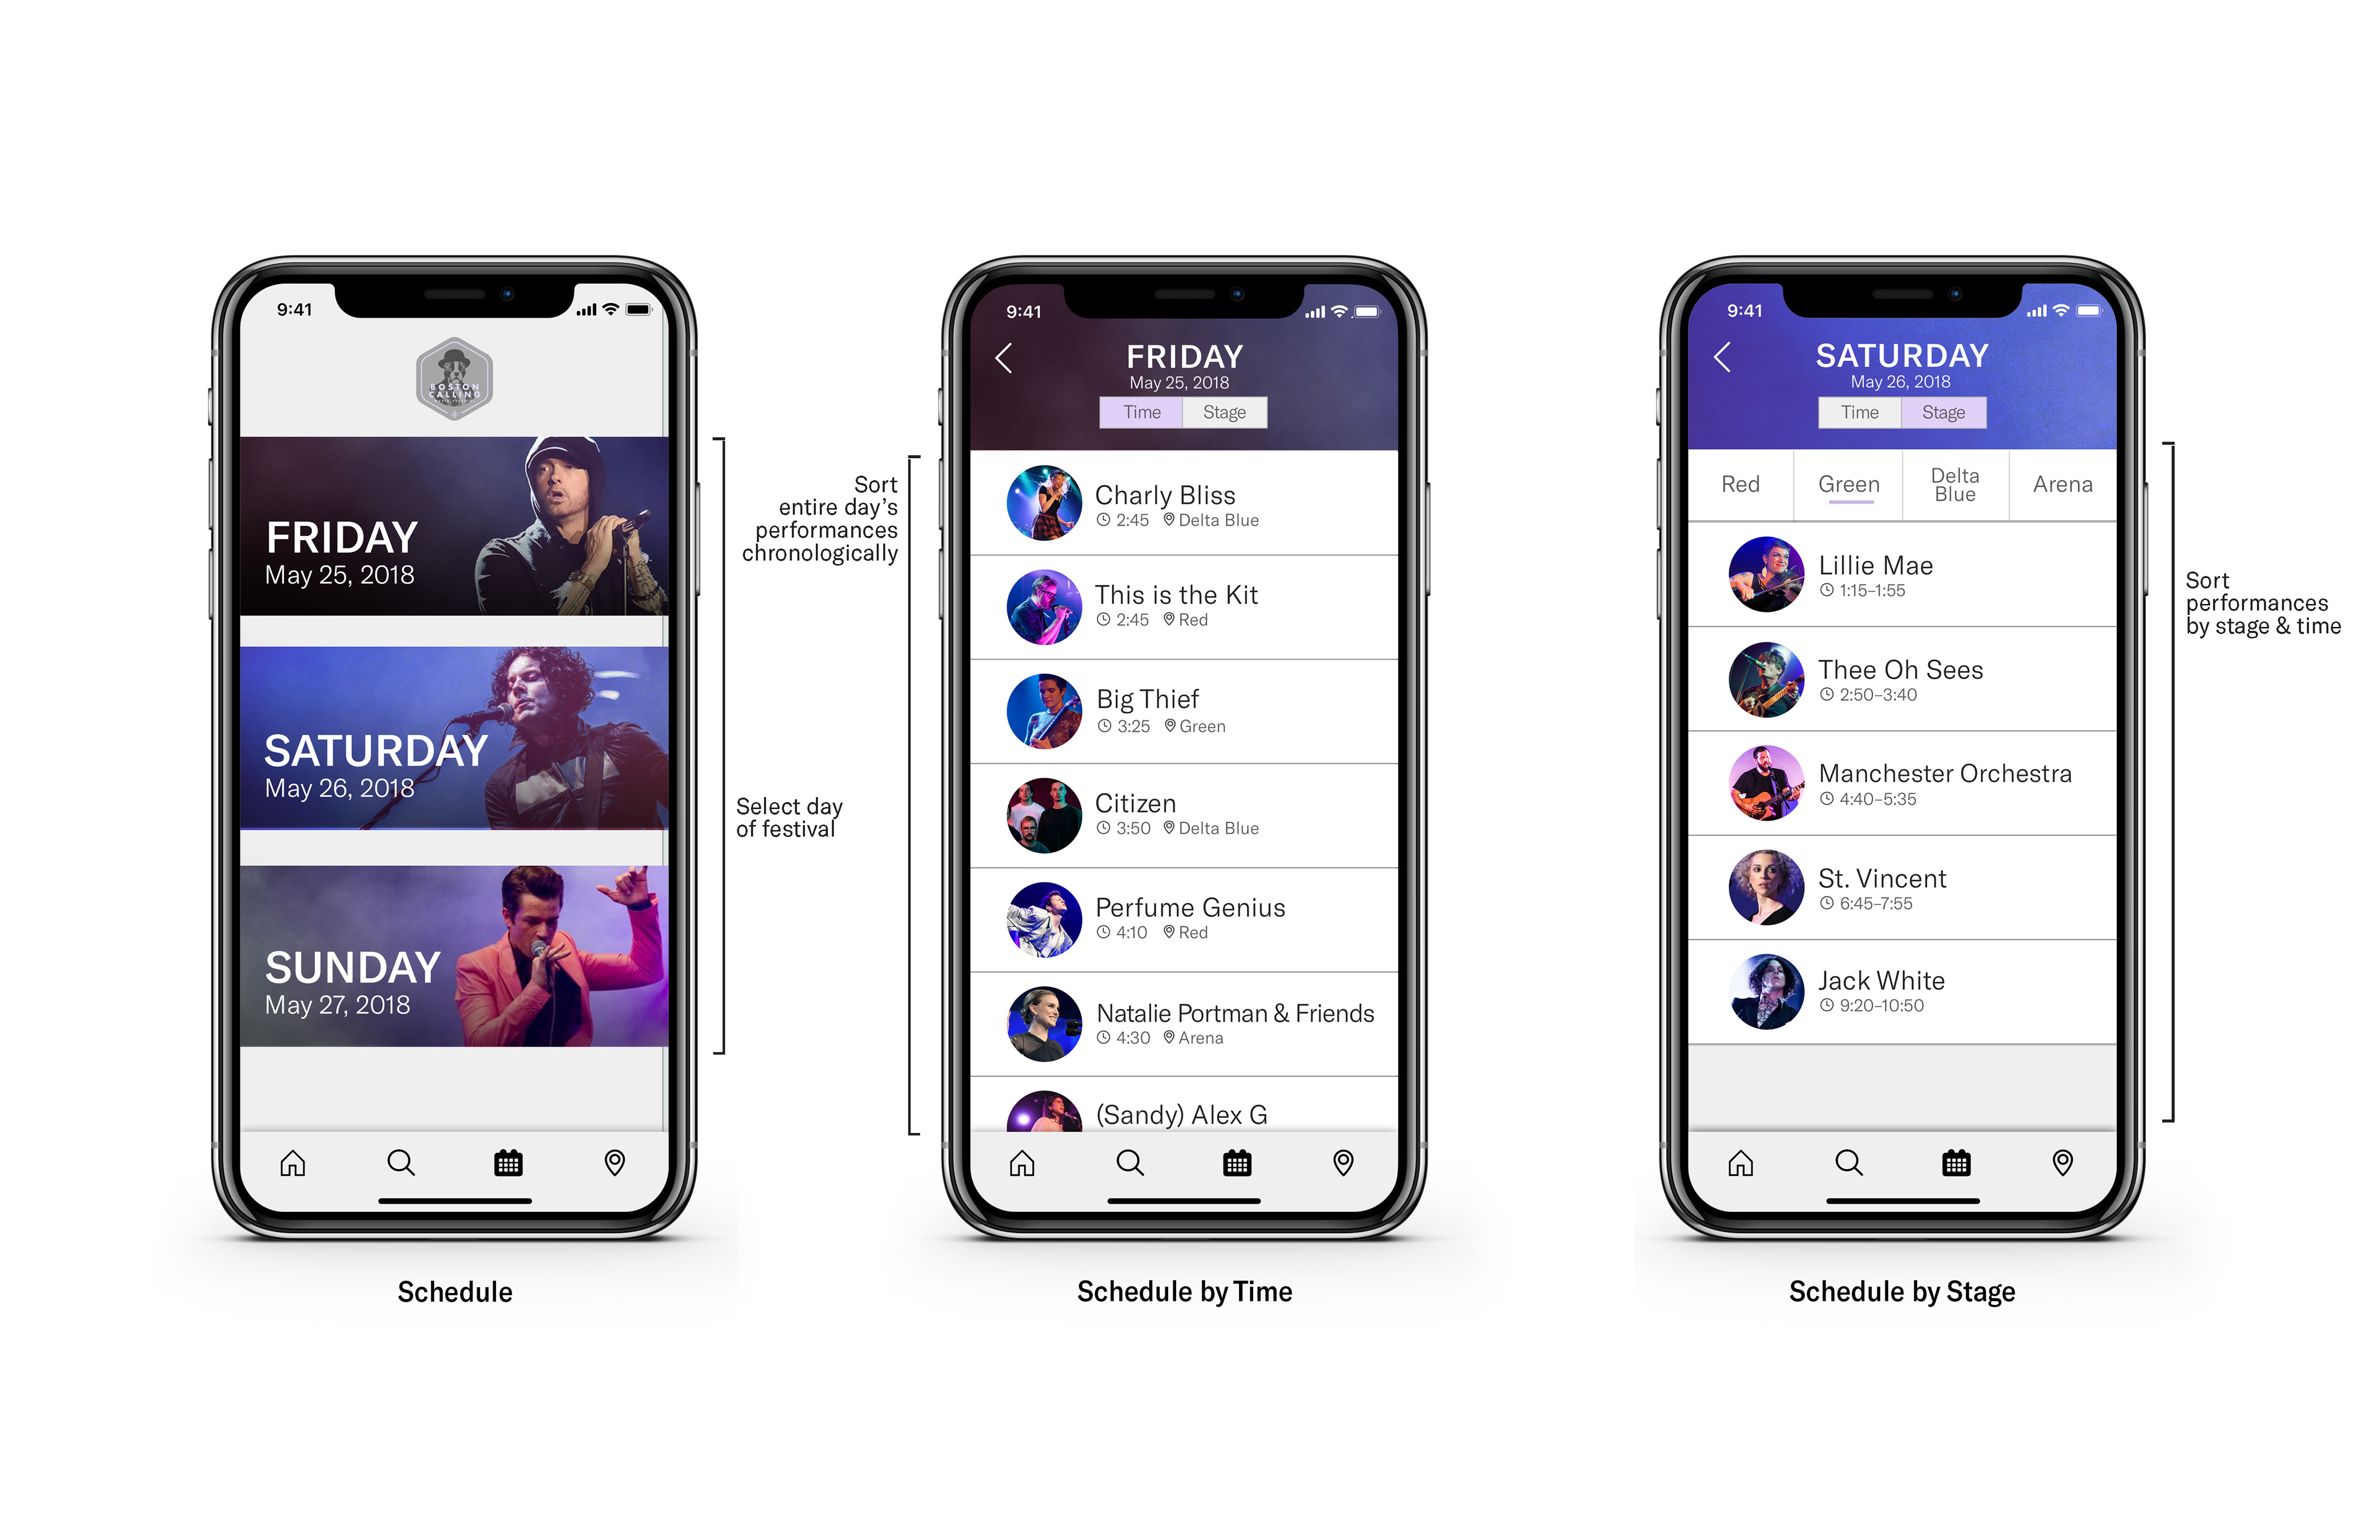 9:41
BOSTON
CALLING
FRIDAY
May 25, 2018
SATURDAY
May 26, 2018
SUNDAY
May 27, 2018
Select day
of festival
Schedule
Sort
entire day's
performances
chronologically
9:41
FRIDAY
May 25, 2018
Time Stage
Charly Bliss
2:45 Delta Blue
This is the Kit
2:45 Red
Big Thief
3:25 Green
Citizen
3:50 Delta Blue
Perfume Genius
4:10 Red
Natalie Portman & Friends
4:30 Arena
(Sandy) Alex G
Schedule by Time
9:41
SATURDAY
May 26, 2018
Time Stage
Red Green Delta Blue Arena
Lillie Mae
1:15–1:55
Thee Oh Sees
2:50–3:40
Manchester Orchestra
4:40–5:35
St. Vincent
6:45–7:55
Jack White
9:20–10:50
Sort
performances
by stage & time
Schedule by Stage